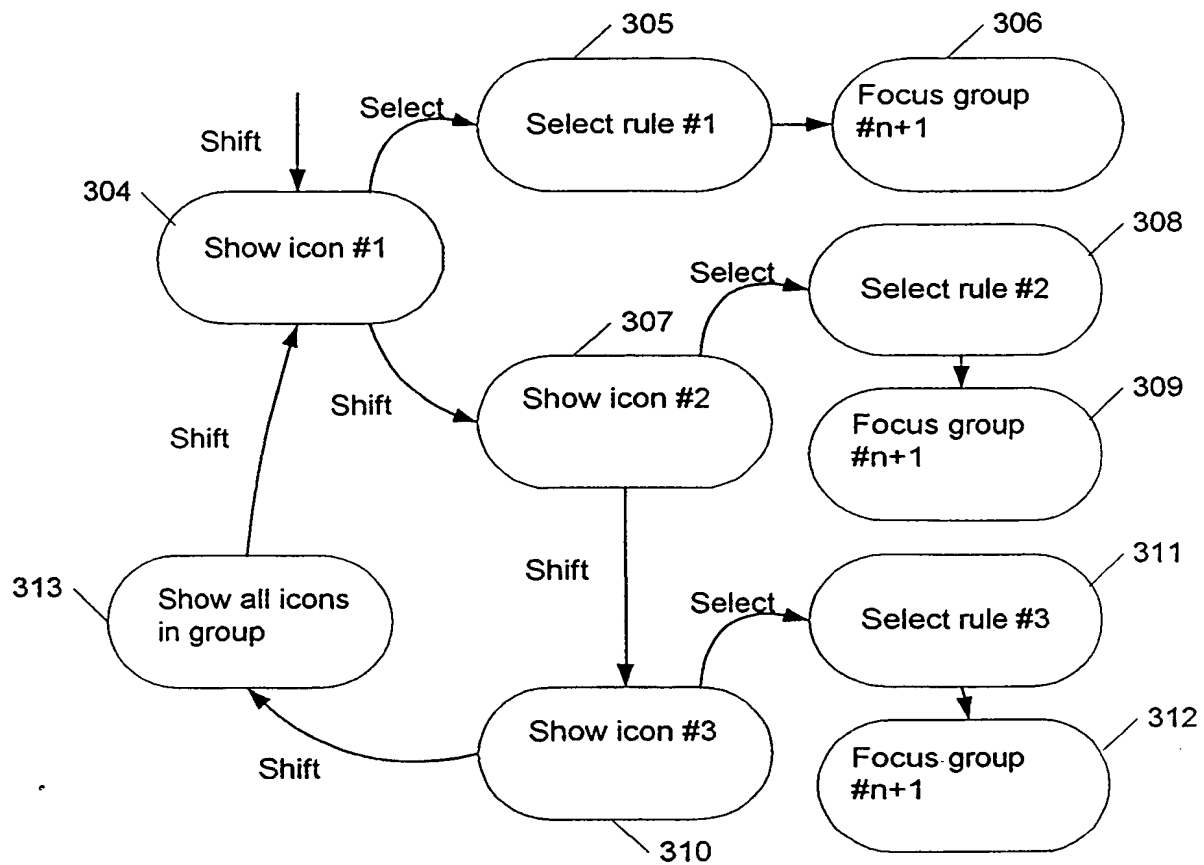 305
306
Select
Select rule #1
Focus group
#n+1
Shift
304
Show icon #1
308
Select
Select rule #2
307
Show icon #2
Shift
309
Focus group
#n+1
Shift
311
Shift
Select
Select rule #3
313
Show all icons
in group
312
Show icon #3
Focus group
#n+1
Shift
310